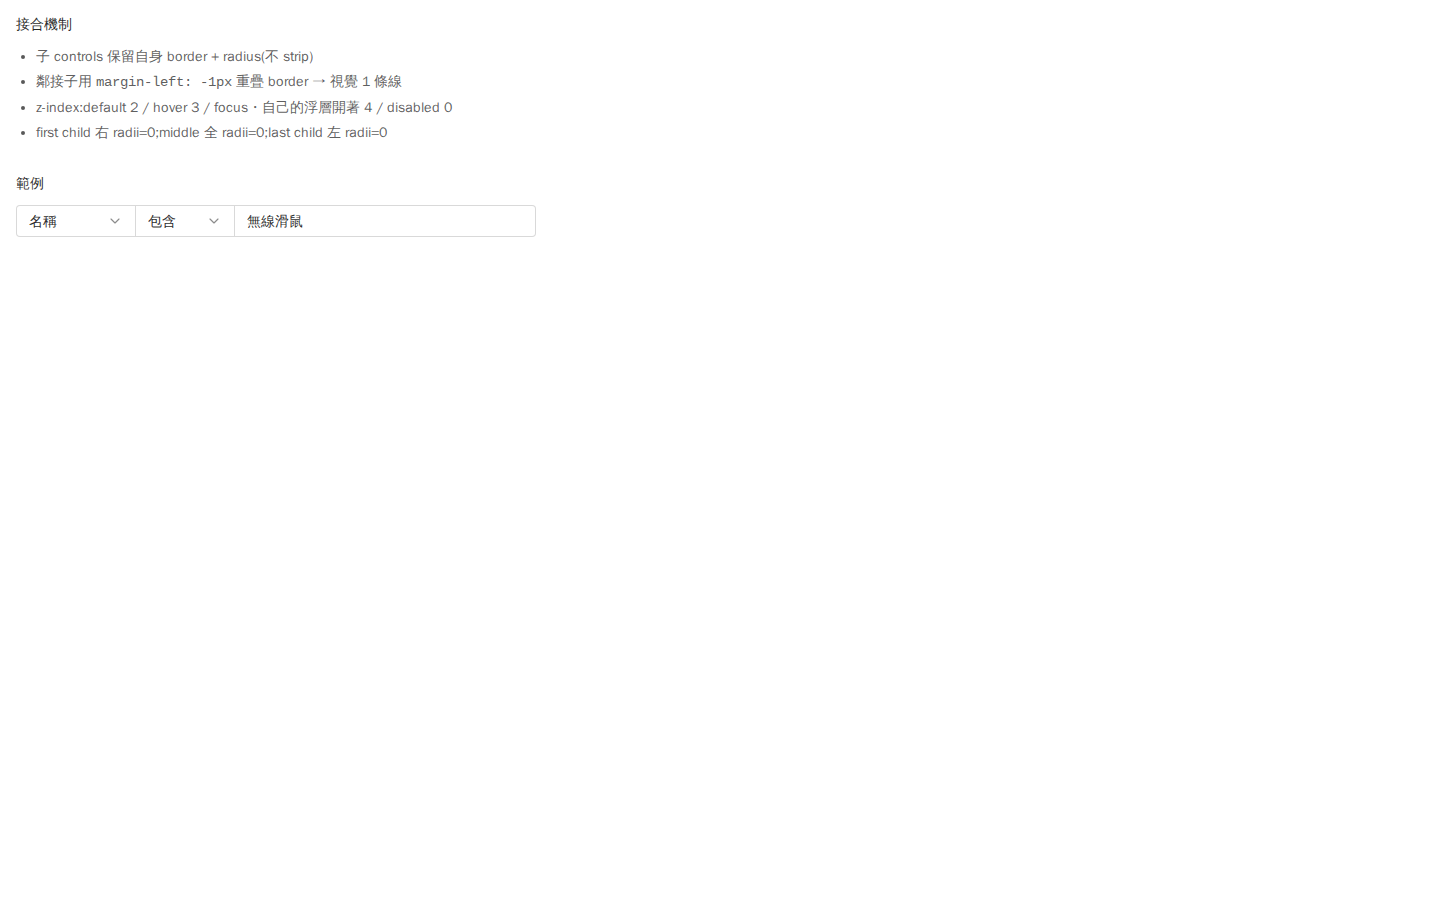 接合機制
子 controls 保留自身 border + radius(不 strip)
鄰接子用 margin-left: -1px 重疊 border → 視覺 1 條線
z-index:default 2 / hover 3 / focus・自己的浮層開著 4 / disabled 0
first child 右 radii=0;middle 全 radii=0;last child 左 radii=0
範例
名稱 包含 無線滑鼠